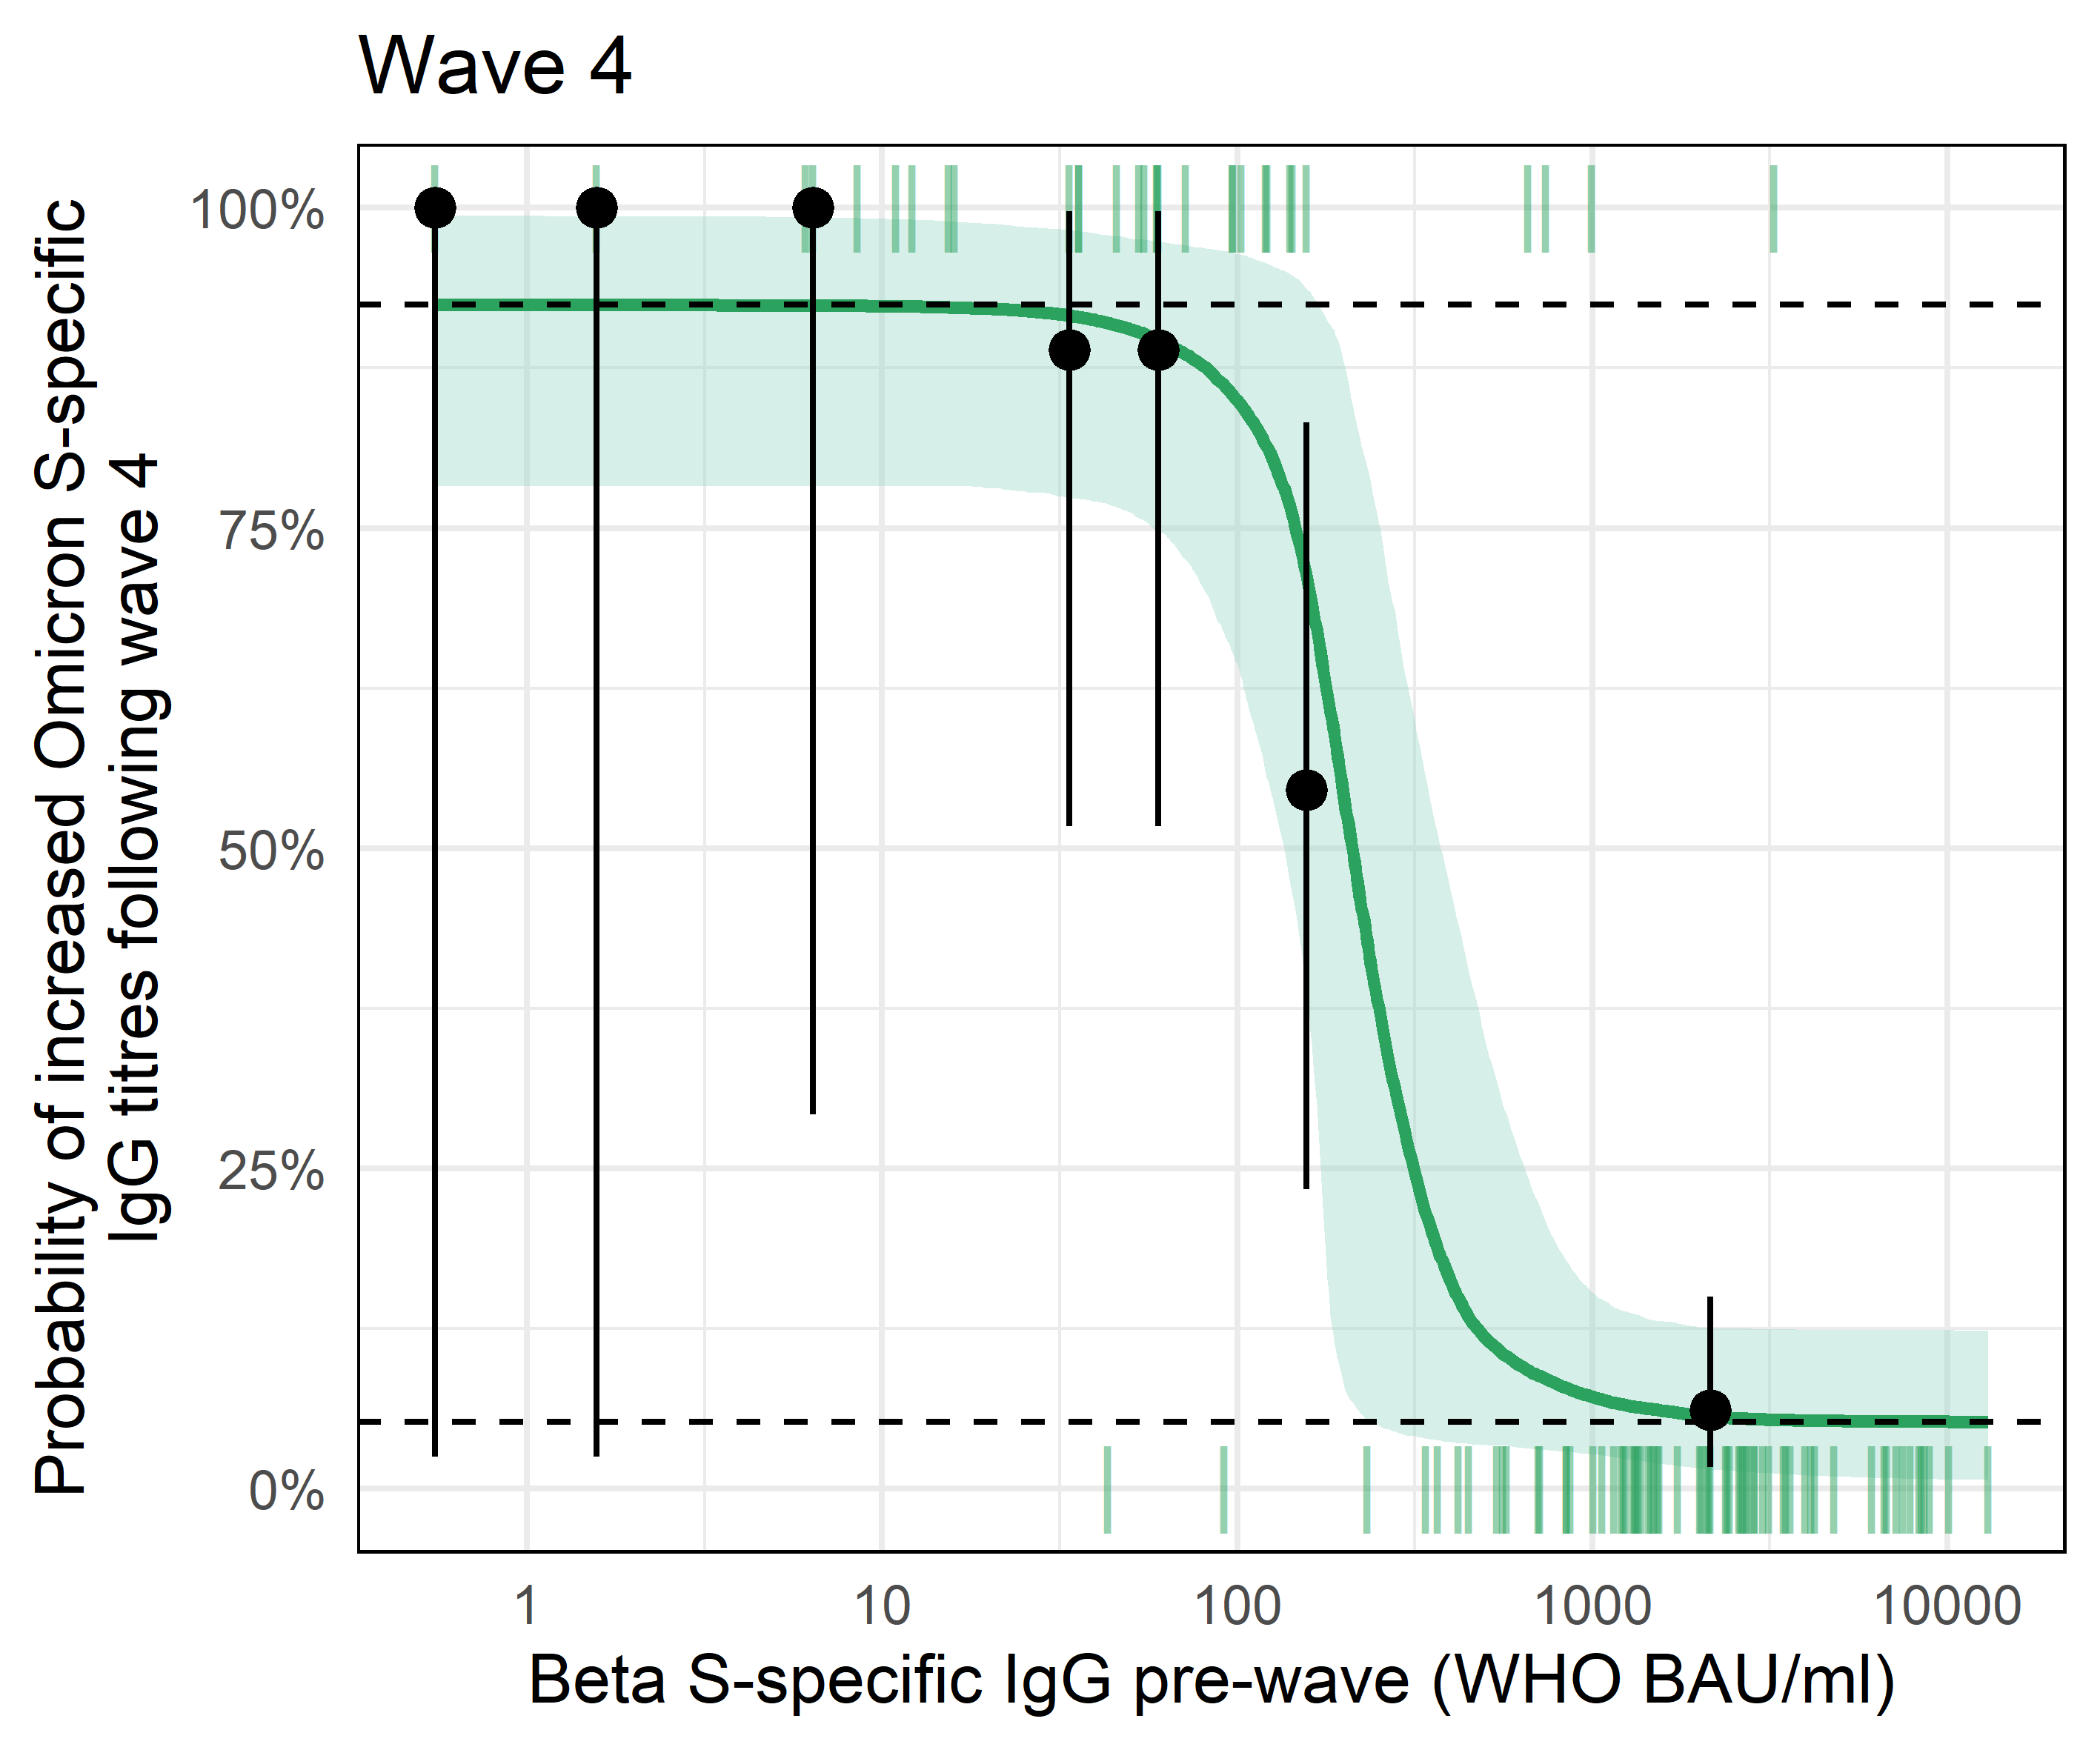 Wave 4
Probability of increased Omicron S-specific
IgG titres following wave 4
100%
75%
50%
25%
0%
1
10
100
1000
10000
Beta S-specific IgG pre-wave (WHO BAU/ml)